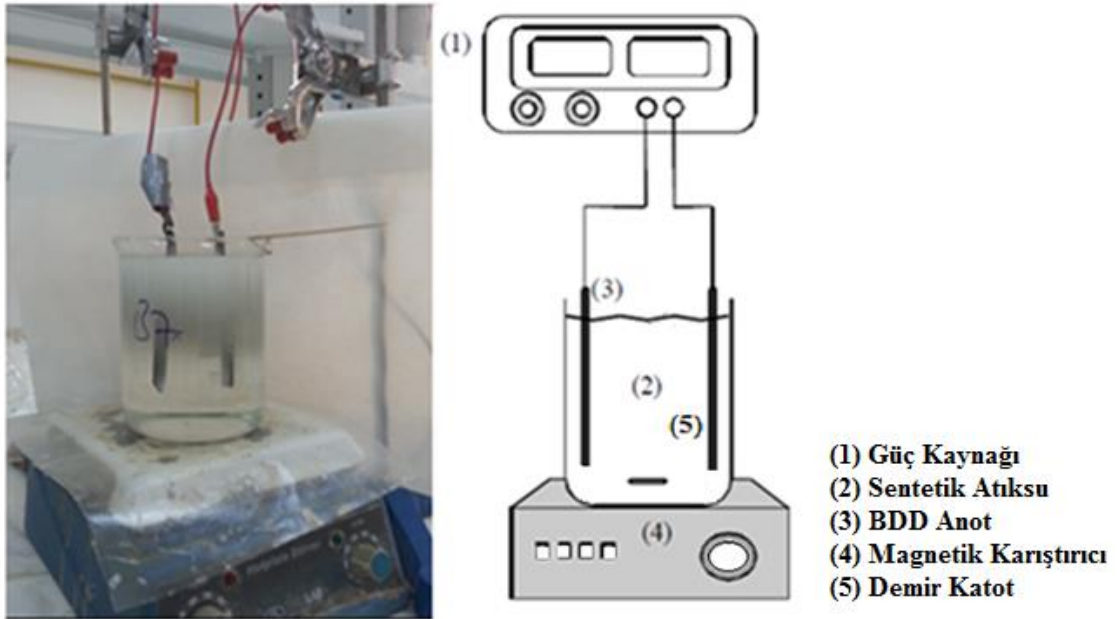 (1)
(3)
(2)
(5)
(4)
(1) Güç Kaynağı
(2) Sentetik Atıksu
(3) BDD Anot
(4) Magnetik Karıştırıcı
(5) Demir Katot